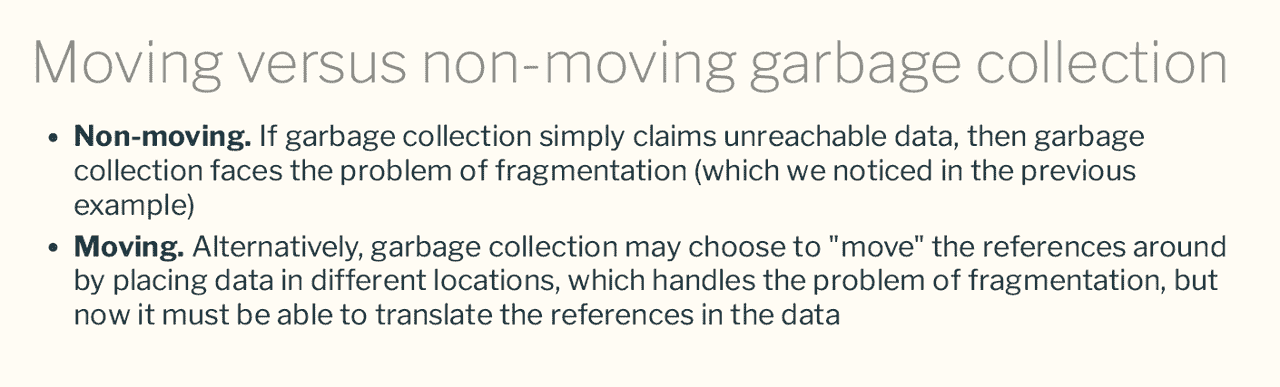 Moving versus non-moving garbage collection
• Non-moving. If garbage collection simply claims unreachable data, then garbage
collection faces the problem of fragmentation (which we noticed in the previous
example)
• Moving. Alternatively, garbage collection may choose to "move" the references around
by placing data in different locations, which handles the problem of fragmentation, but
now it must be able to translate the references in the data